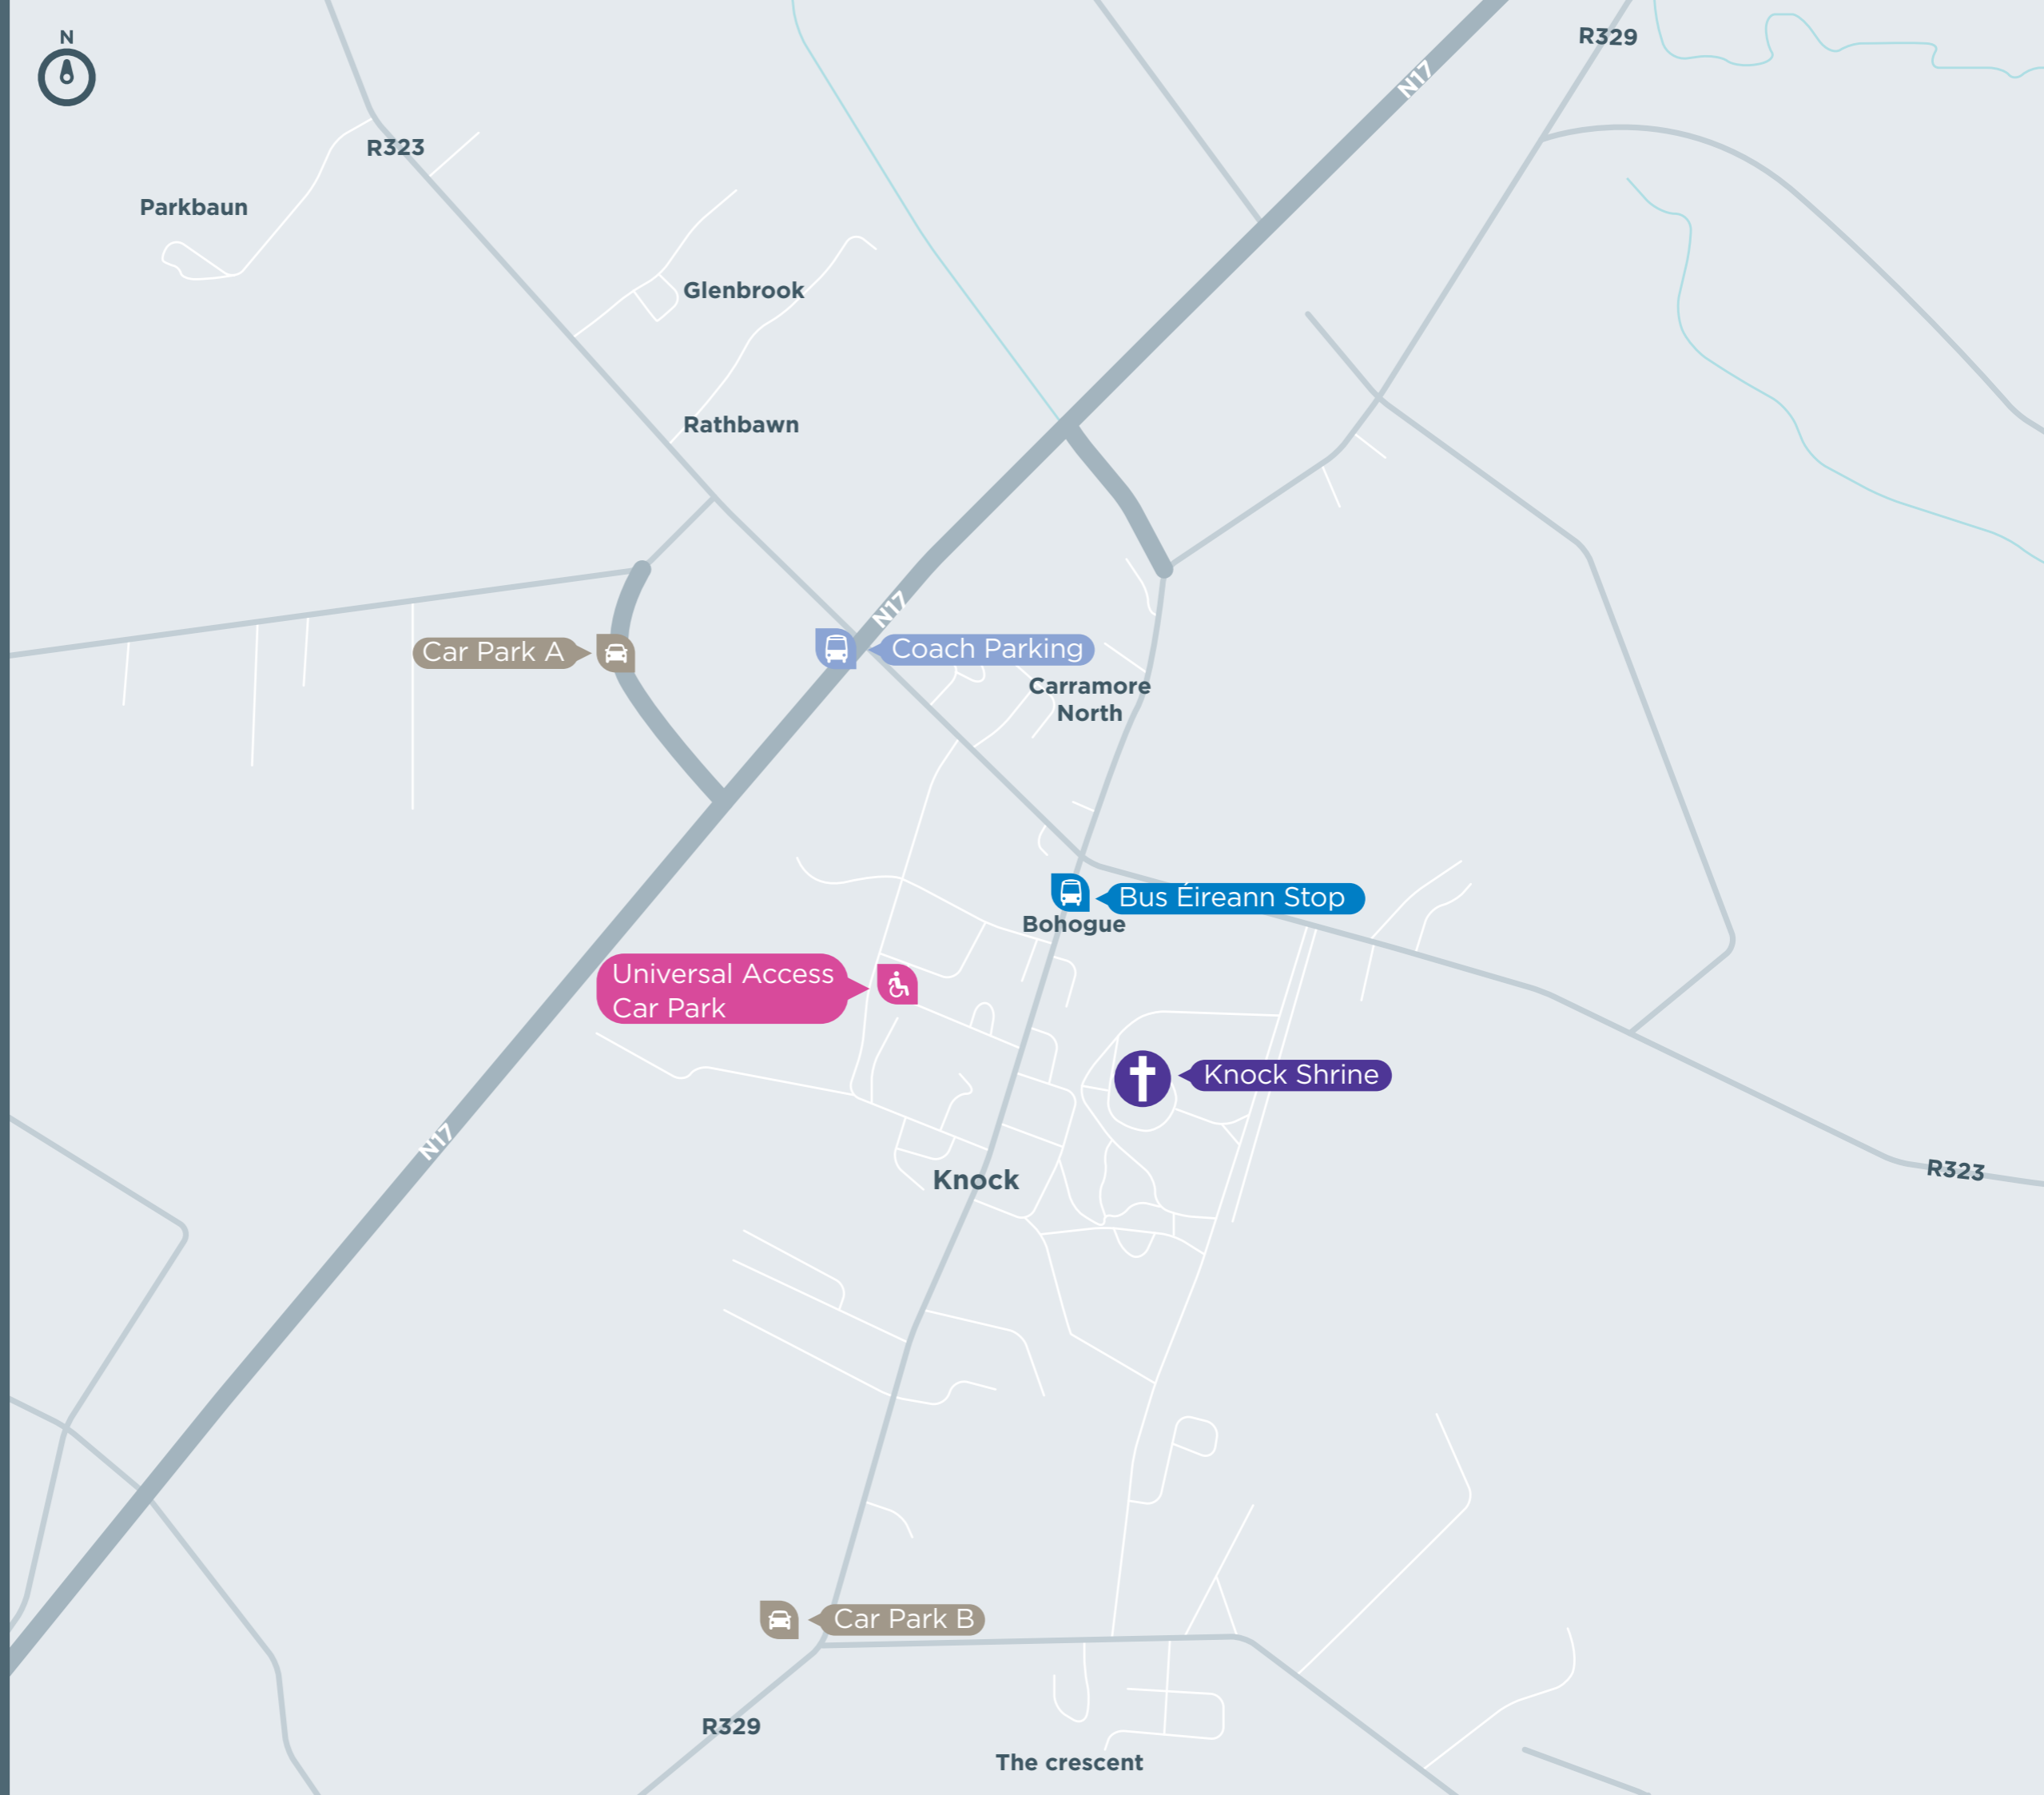 N
R329
N17
R323
Parkbaun
Glenbrook
Rathbawn
N17
Car Park A
Coach Parking
Carramore
North
Bus Éireann Stop
Bohogue
Universal Access
Car Park
Knock Shrine
N17
R323
Knock
Car Park B
R329
The crescent